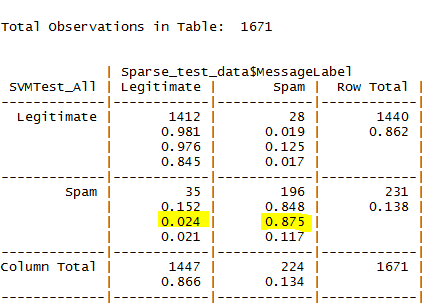 Total Observations in Table:  1671
             | Sparse_test_data$MessageLabel
 SVMTest_All | Legitimate |       Spam |  Row Total |
-------------|------------|------------|------------|
  Legitimate |       1412 |         28 |       1440 |
             |      0.981 |      0.019 |      0.862 |
             |      0.976 |      0.125 |            |
             |      0.845 |      0.017 |            |
-------------|------------|------------|------------|
        Spam |         35 |        196 |        231 |
             |      0.152 |      0.848 |      0.138 |
             |      0.024 |      0.875 |            |
             |      0.021 |      0.117 |            |
-------------|------------|------------|------------|
Column Total |       1447 |        224 |       1671 |
             |      0.866 |      0.134 |            |
-------------|------------|------------|------------|